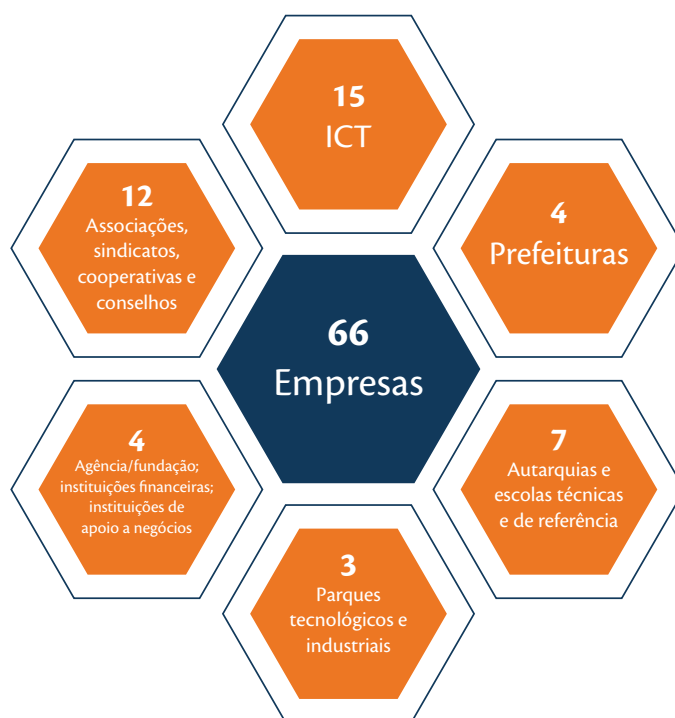 15
ICT
12
Associações,
sindicatos,
cooperativas e
conselhos
4
Prefeituras
66
Empresas
4
Agência/fundação;
instituições financeiras;
instituições de
apoio a negócios
7
Autarquias e
escolas técnicas
e de referência
3
Parques
tecnológicos e
industriais